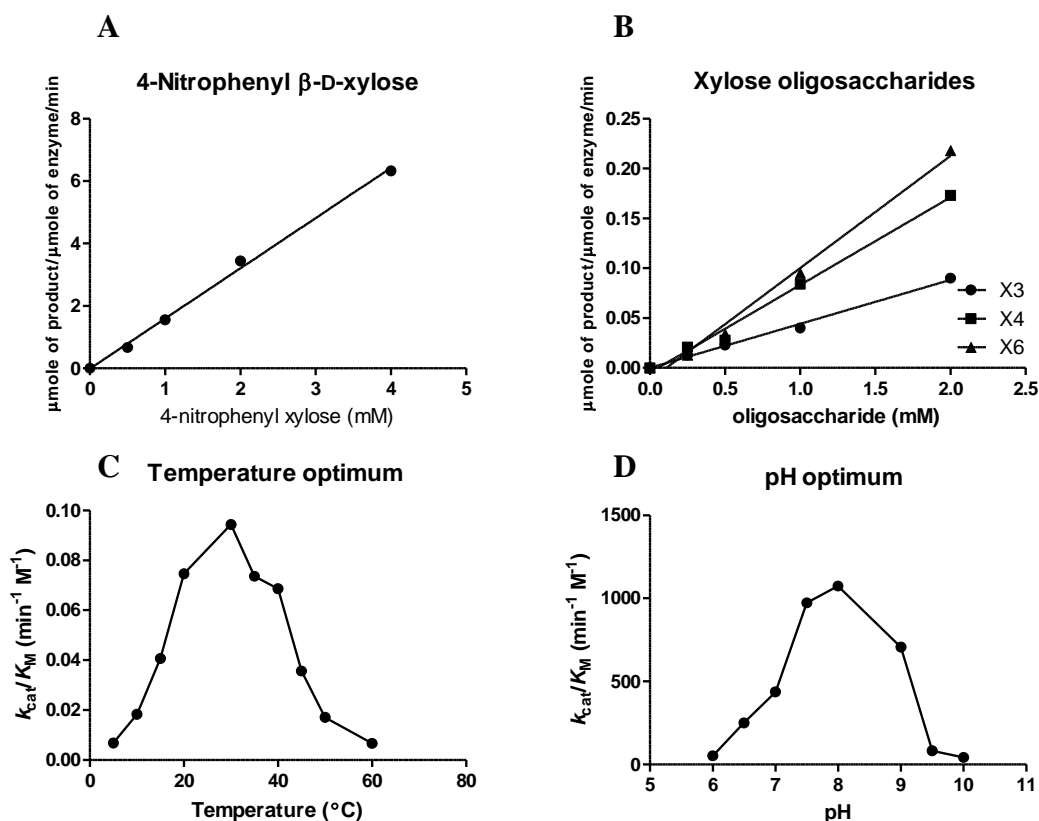 A
4-Nitrophenyl β-D-xylose
µmole of product/µmole of enzyme/min
8
6
4
2
0
0 1 2 3 4 5
4-nitrophenyl xylose (mM)
B
Xylose oligosaccharides
µmole of product/µmole of enzyme/min
0.25
0.20
0.15
0.10
0.05
0.00
X3
X4
X6
0.0 0.5 1.0 1.5 2.0 2.5
oligosaccharide (mM)
C
Temperature optimum
kcat/KM (min-1 M-1)
0.10
0.08
0.06
0.04
0.02
0.00
0 20 40 60 80
Temperature (°C)
D
pH optimum
kcat/KM (min-1 M-1)
1500
1000
500
0
5 6 7 8 9 10 11
pH